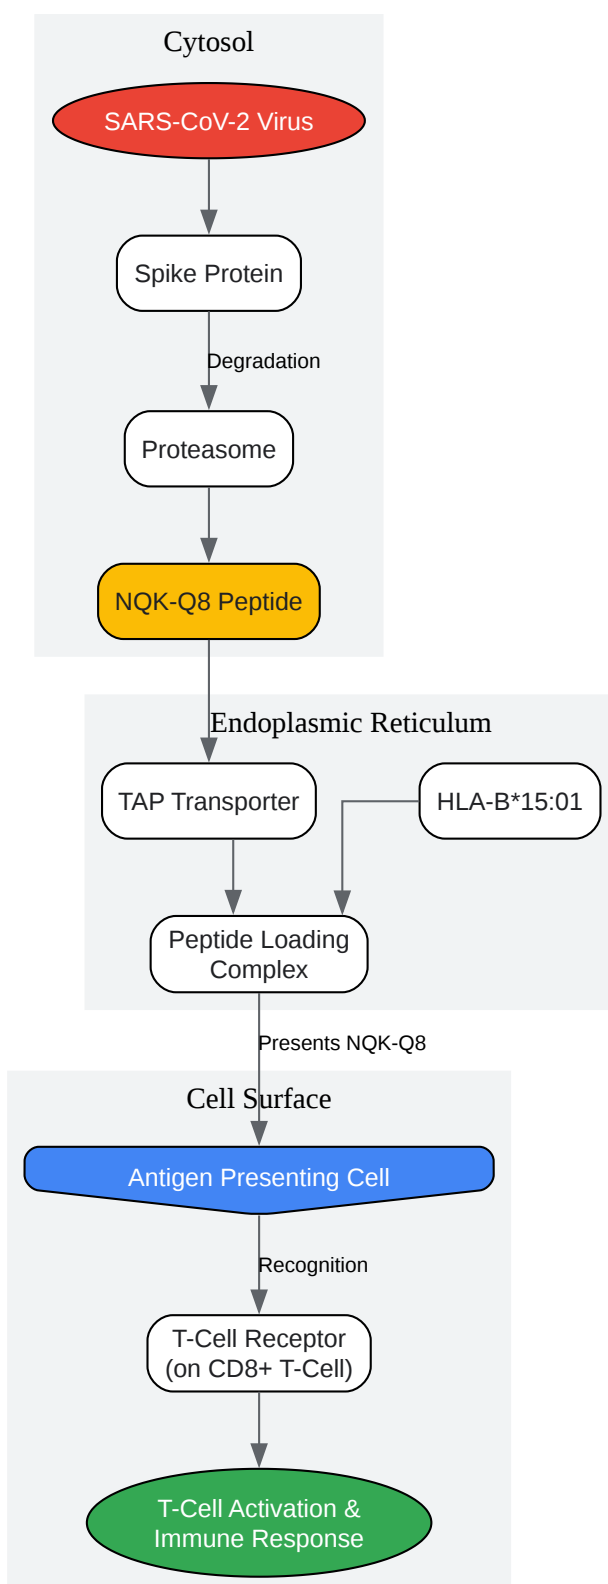 Cytosol
SARS-CoV-2 Virus
Spike Protein
Degradation
Proteasome
NQK-Q8 Peptide
Endoplasmic Reticulum
TAP Transporter
HLA-B*15:01
Peptide Loading
Complex
Presents NQK-Q8
Cell Surface
Antigen Presenting Cell
Recognition
T-Cell Receptor
(on CD8+ T-Cell)
T-Cell Activation &
Immune Response